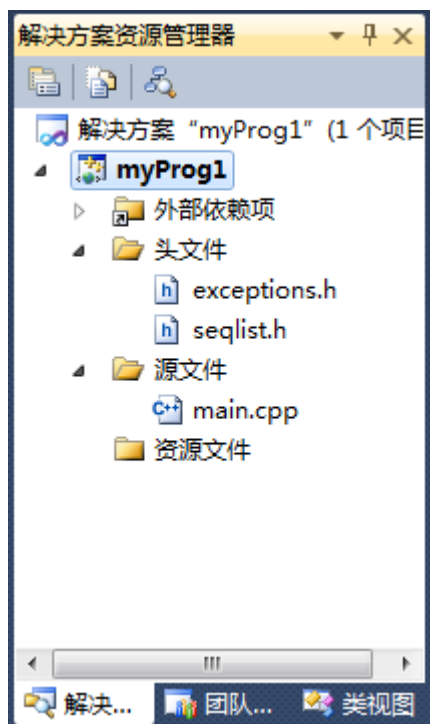 解决方案资源管理器
解决方案 “myProg1” (1 个项目
myProg1
外部依赖项
头文件
exceptions.h
seqlist.h
源文件
main.cpp
资源文件
解决... 团队... 类视图